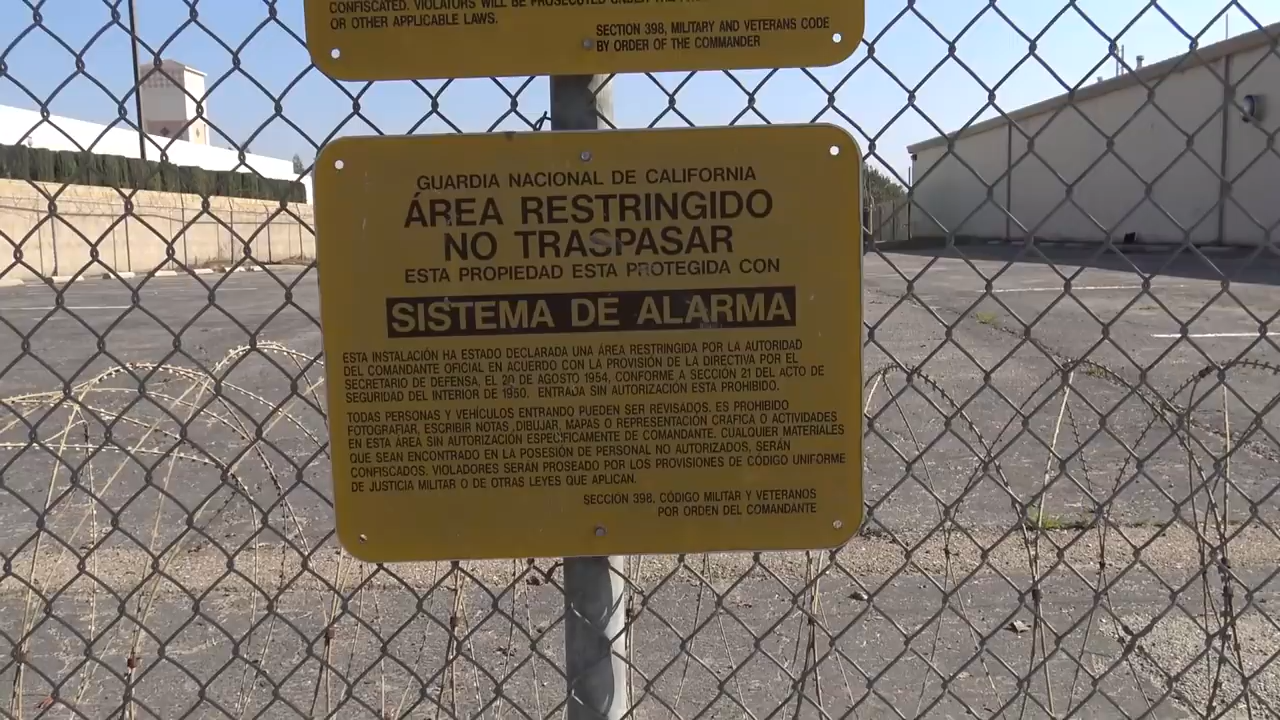 CONFISCATED. VIOLATORS WILL BE PROSECUTED UNDER THE
OR OTHER APPLICABLE LAWS.
SECTION 398, MILITARY AND VETERANS CODE
BY ORDER OF THE COMMANDER
GUARDIA NACIONAL DE CALIFORNIA
ÁREA RESTRINGIDO
NO TRASPASAR
ESTA PROPIEDAD ESTA PROTEGIDA CON
SISTEMA DE ALARMA
ESTA INSTALACIÓN HA ESTADO DECLARADA UNA ÁREA RESTRINGIDA POR LA AUTORIDAD
DEL COMANDANTE OFICIAL EN ACUERDO CON LA PROVISIÓN DE LA DIRECTIVA POR EL
SECRETARIO DE DEFENSA, EL 20 DE AGOSTO 1954, CONFORME A SECCIÓN 21 DEL ACTO DE
SEGURIDAD DEL INTERIOR DE 1950. ENTRAJA SIN AUTORIZACIÓN ESTA PROHIBIDO.
TODAS PERSONAS Y VEHÍCULOS ENTRANDO PUEDEN SER REVISADOS. ES PROHIBIDO
FOTOGRAFIAR, ESCRIBIR NOTAS ,DIBUJAR, MAPAS O REPRESENTACIÓN CRAFICA O ACTIVIDADES
EN ESTA ÁREA SIN AUTORIZACIÓN ESPECÍFICAMENTE DE COMANDANTE. CUALQUIER MATERIALES
QUE SEAN ENCONTRADO EN LA POSESIÓN DE PERSONAL NO AUTORIZADOS, SERÁN
CONFISCADOS. VIOLADORES SERÁN PROSEADO POR LOS PROVISIONES DE CÓDIGO UNIFORME
DE JUSTICIA MILITAR O DE OTRAS LEYES QUE APLICAN.
SECCIÓN 398, CÓDIGO MILITAR Y VETERANOS
POR ORDEN DEL COMANDANTE